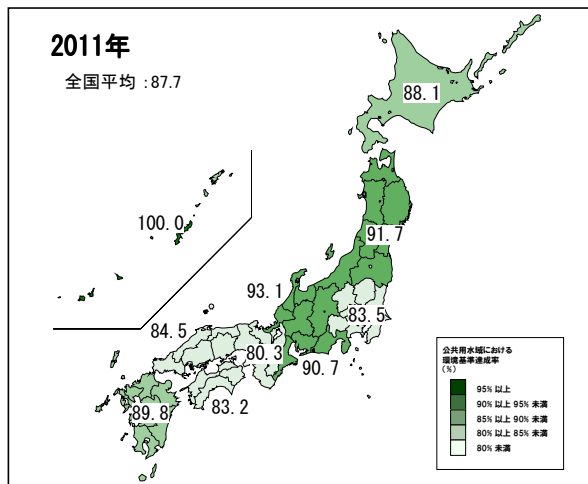 2011年
全国平均 :87.7
88.1
100.0
91.7
93.1
83.5
84.5
80.3
90.7
83.2
89.8
公共用水域における
環境基準達成率
(%)
95% 以上
90% 以上 95% 未満
85% 以上 90% 未満
80% 以上 85% 未満
80% 未満